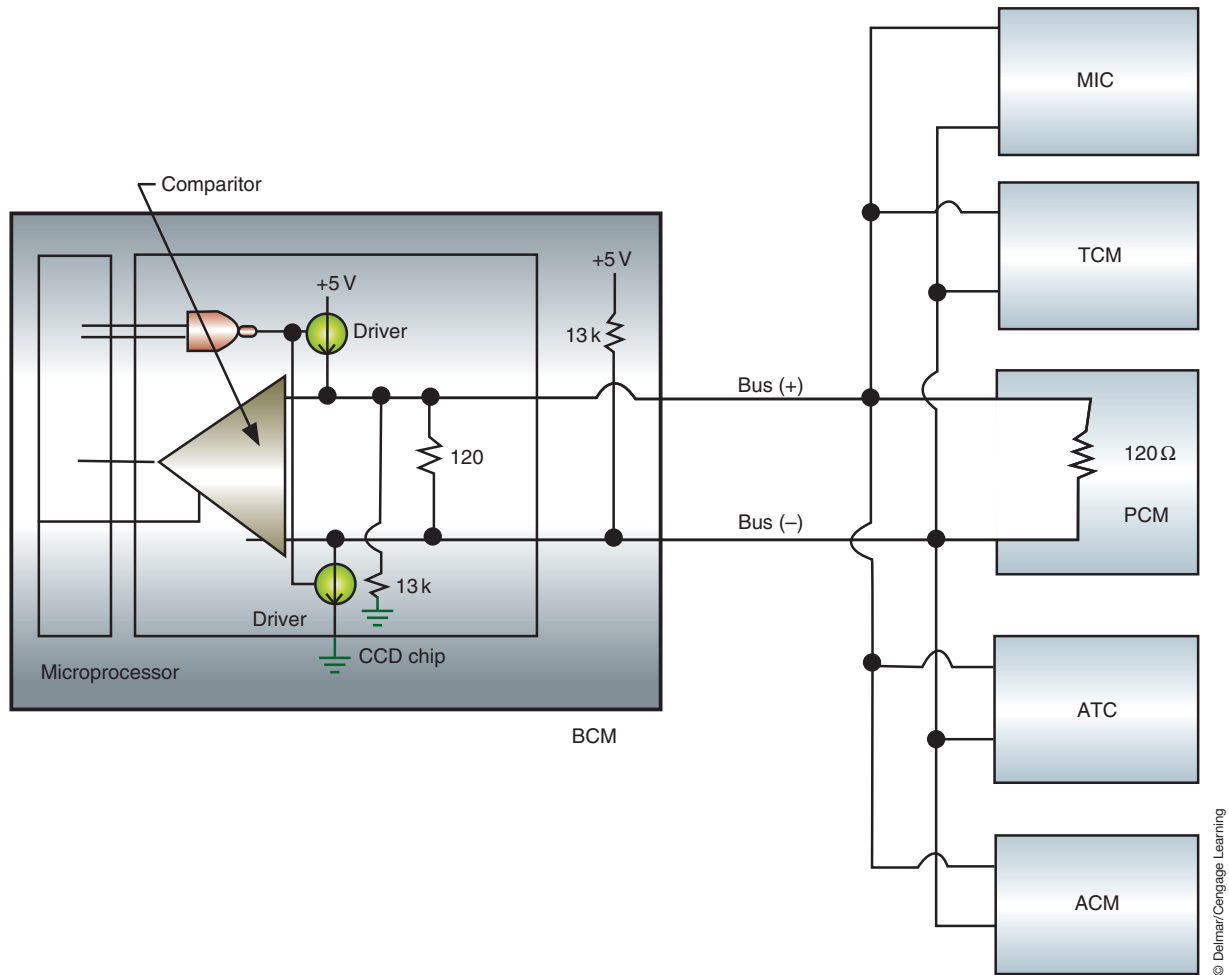 Comparitor
+5 V
Driver
+5 V
13 k
120
13 k
Driver
CCD chip
Microprocessor
BCM
Bus (+)
Bus (–)
MIC
TCM
120 Ω
PCM
ATC
ACM
© Delmar/Cengage Learning